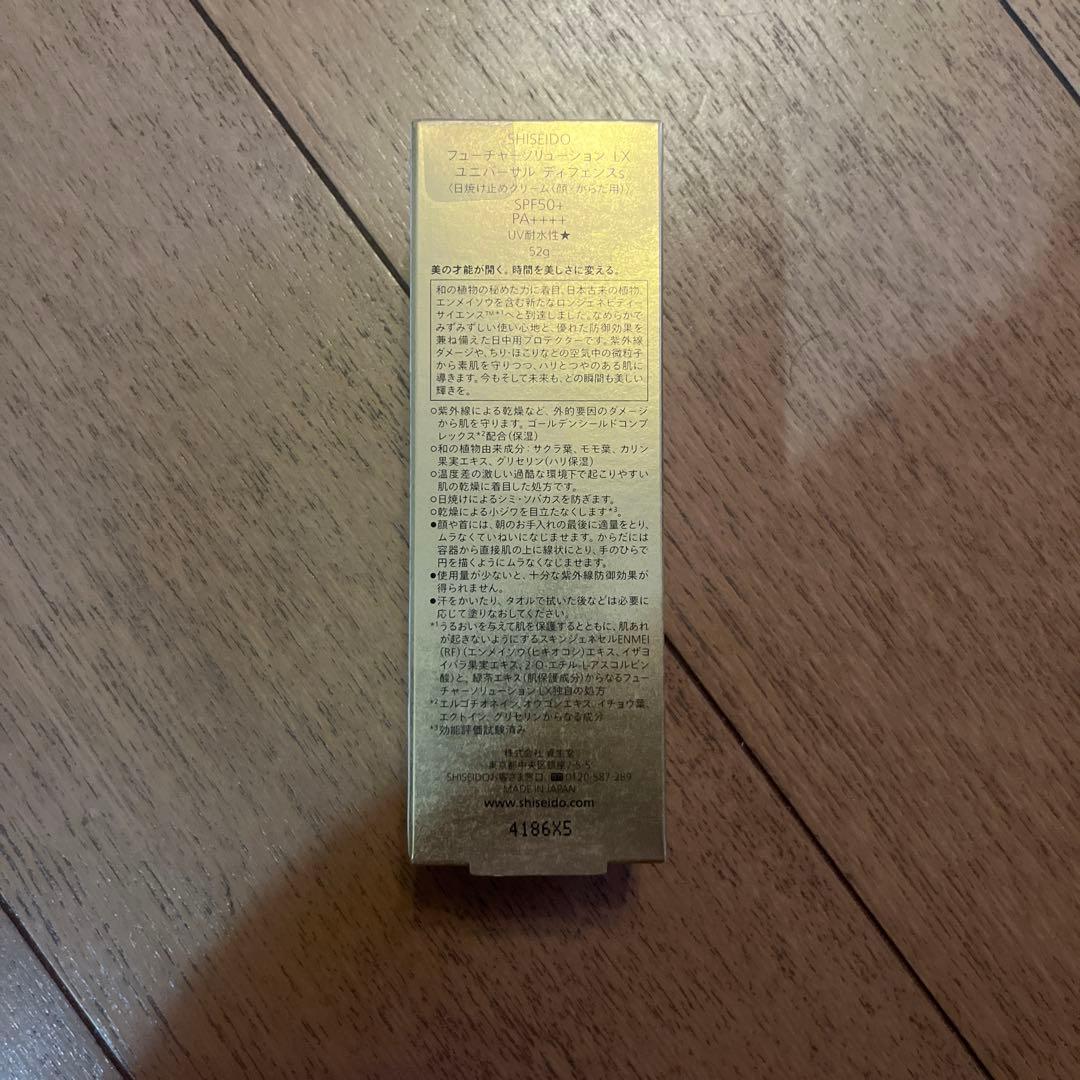 SHISEIDO
フューチャーソリューション LX
ユニバーサル ディフェンスs
〈日焼け止めクリーム(顔・からだ用)〉
SPF50+
PA++++
UV耐水性★
52g
美の才能が開く。時間を美しさに変える。
和の植物の秘めた力に着目、日本古来の植物、
エンメイソウを含む新たなロンジェネビティー
サイエンス™*¹へと到達しました。なめらかで
みずみずしい使い心地と、優れた防御効果を
兼ね備えた日中用プロテクターです。紫外線
ダメージや、ちり・ほこりなどの空気中の微粒子
から素肌を守りつつ、ハリとつやのある肌に
導きます。今もそして未来も、どの瞬間も美しい
輝きを。
○紫外線による乾燥など、外的要因のダメージ
から肌を守ります。ゴールデンシールドコンプ
レックス*²配合(保湿)
○和の植物由来成分：サクラ葉、モモ葉、カリン
果実エキス、グリセリン(ハリ保湿)
○温度差の激しい過酷な環境下で起こりやすい
肌の乾燥に着目した処方です。
○日焼けによるシミ・ソバカスを防ぎます。
○乾燥による小ジワを目立たなくします*³。
●顔や首には、朝のお手入れの最後に適量をとり、
ムラなくていねいになじませます。からだには
容器から直接肌の上に線状にとり、手のひらで
円を描くようにムラなくなじませます。
●使用量が少ないと、十分な紫外線防御効果が
得られません。
●汗をかいたり、タオルで拭いた後などは必要に
応じて塗りなおしてください。
*¹うるおいを与えて肌を保護するとともに、肌あれ
が起きないようにするスキンジェネセルENMEI
(RF)(エンメイソウ(ヒキオコシ)エキス、イザヨ
イバラ果実エキス、2-O-エチル-L-アスコルビン
酸)と、緑茶エキス(肌保護成分)からなるフュー
チャーソリューション LX独自の処方
*²エルゴチオネイン、オウゴンエキス、イチョウ葉、
エクトイン、グリセリンからなる成分
*³効能評価試験済み
株式会社 資生堂
東京都中央区銀座7-5-5
SHISEIDOお客さま窓口 0120-587-289
MADE IN JAPAN
www.shiseido.com
4186X5